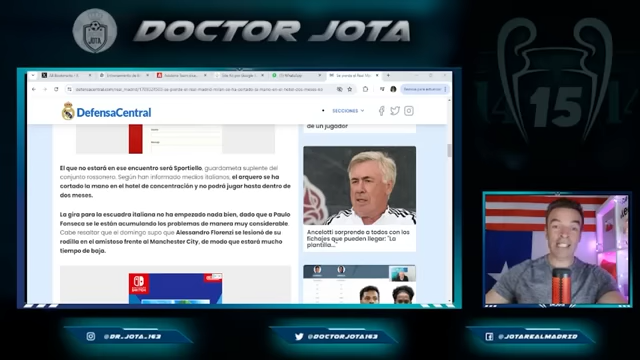 DOCTOR JOTA
JOTA
15
DefensaCentral
SECCIONES
de un jugador
El que no estará en ese encuentro será Sportiello, guardameta suplente del
conjunto rossonero. Según han informado medios italianos, el arquero se ha
cortado la mano en el hotel de concentración y no podrá jugar hasta dentro de
dos meses.
La gira para la escuadra italiana no ha empezado nada bien, dado que a Paulo
Fonseca se le están acumulando los problemas de manera muy considerable.
Cabe resaltar que el domingo supo que Alessandro Florenzi se lesionó de su
rodilla en el amistoso frente al Manchester City, de modo que estará mucho
tiempo de baja.
Ancelotti sorprende a todos con los
fichajes que pueden llegar: "La
plantilla..."
NINTENDO
SWITCH
@DR_JOTA_163
@DOCTORJOTA163
@JOTAREALMADRID